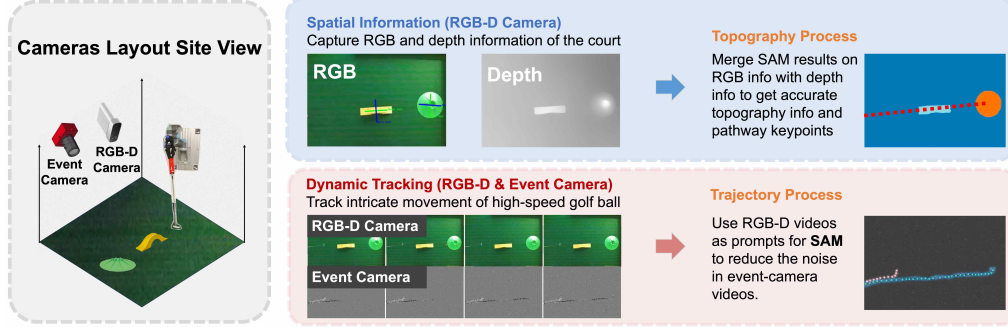 Cameras Layout Site View
Event
Camera
RGB-D
Camera
Spatial Information (RGB-D Camera)
Capture RGB and depth information of the court
RGB
Depth
Topography Process
Merge SAM results on
RGB info with depth
info to get accurate
topography info and
pathway keypoints
Dynamic Tracking (RGB-D & Event Camera)
Track intricate movement of high-speed golf ball
RGB-D Camera
Event Camera
Trajectory Process
Use RGB-D videos
as prompts for SAM
to reduce the noise
in event-camera
videos.